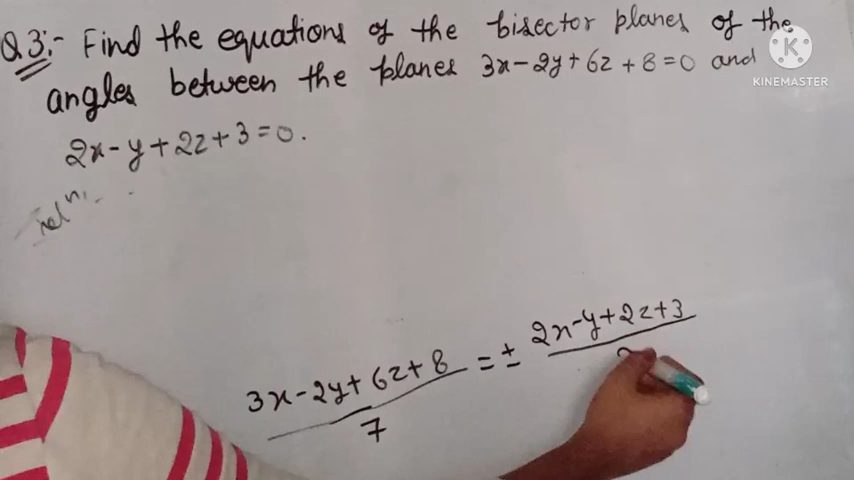 Q3:- Find the equations of the bisector planes of the
angles between the planes 3x-2y+6z+8=0 and
2x-y+2z+3=0.
KINEMASTER
3x-2y+6z+8 = ± 2x-y+2z+3
7